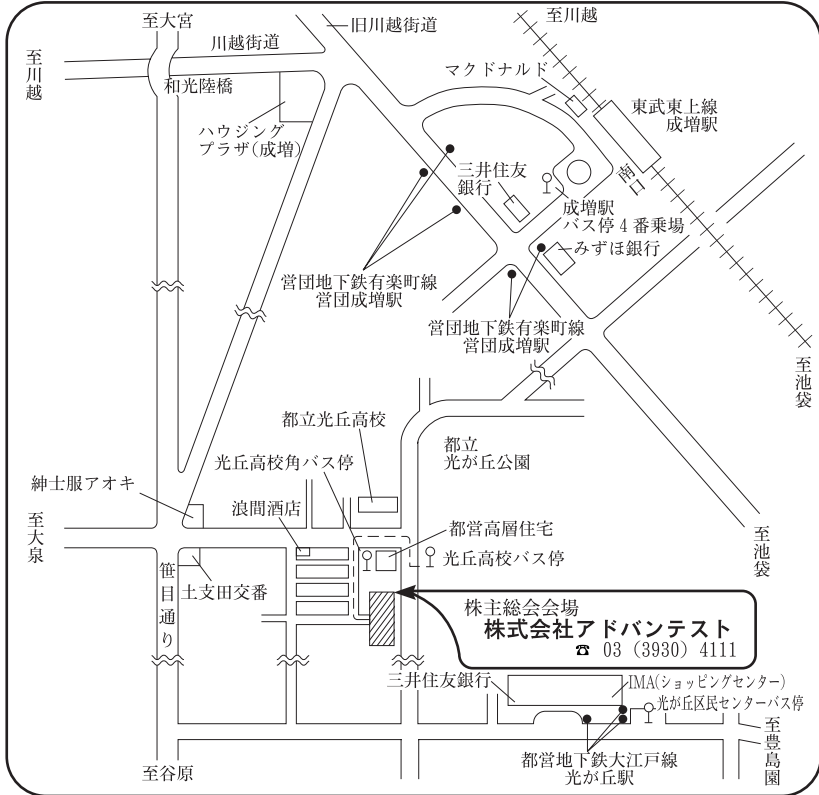 至大宮
旧川越街道
至川越
川越街道
至川越
マクドナルド
和光陸橋
東武東上線
成増駅
ハウジング
プラザ(成増)
三井住友
銀行
南口
成増駅
バス停４番乗場
みずほ銀行
営団地下鉄有楽町線
営団成増駅
営団地下鉄有楽町線
営団成増駅
至池袋
都立光丘高校
都立
光が丘公園
光丘高校角バス停
紳士服アオキ
浪間酒店
至大泉
都営高層住宅
光丘高校バス停
至池袋
笹目通り
土支田交番
株主総会会場
株式会社アドバンテスト
☎ 03（3930）4111
三井住友銀行
IMA(ショッピングセンター)
光が丘区民センターバス停
都営地下鉄大江戸線
光が丘駅
至豊島園
至谷原